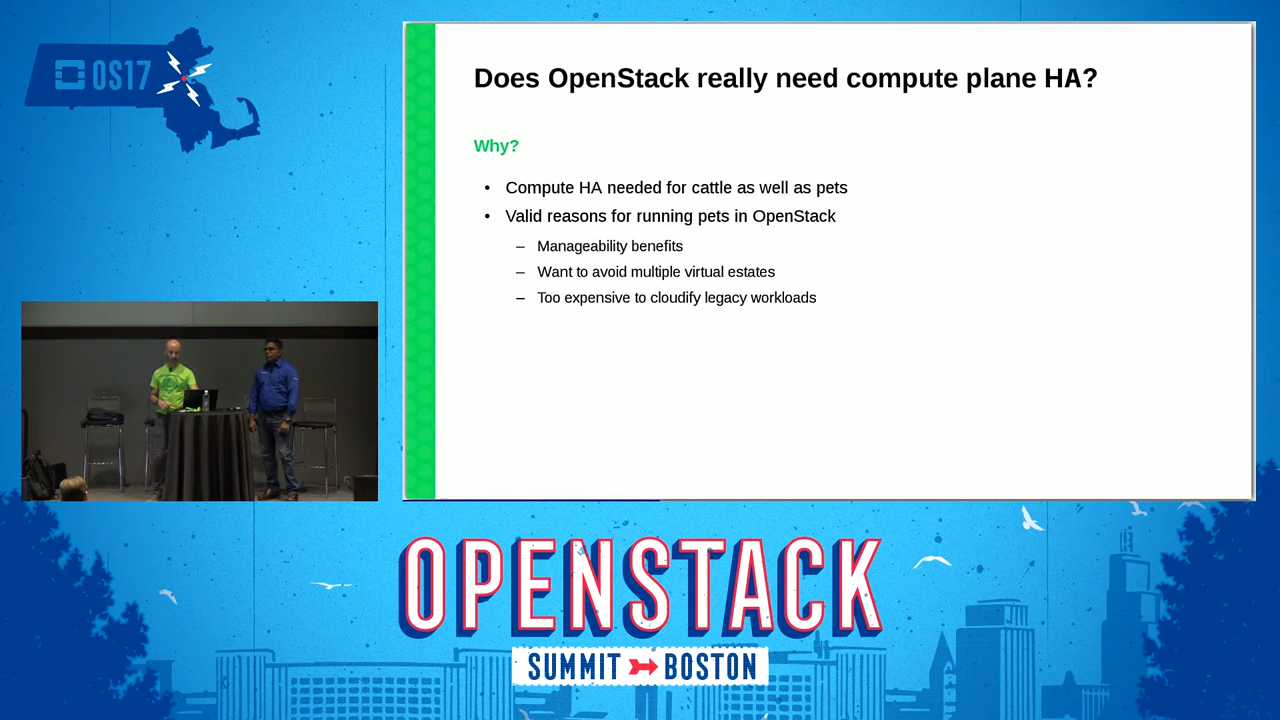 OS17
Does OpenStack really need compute plane HA?
Why?
• Compute HA needed for cattle as well as pets
• Valid reasons for running pets in OpenStack
– Manageability benefits
– Want to avoid multiple virtual estates
– Too expensive to cloudify legacy workloads
OPENSTACK
SUMMIT BOSTON